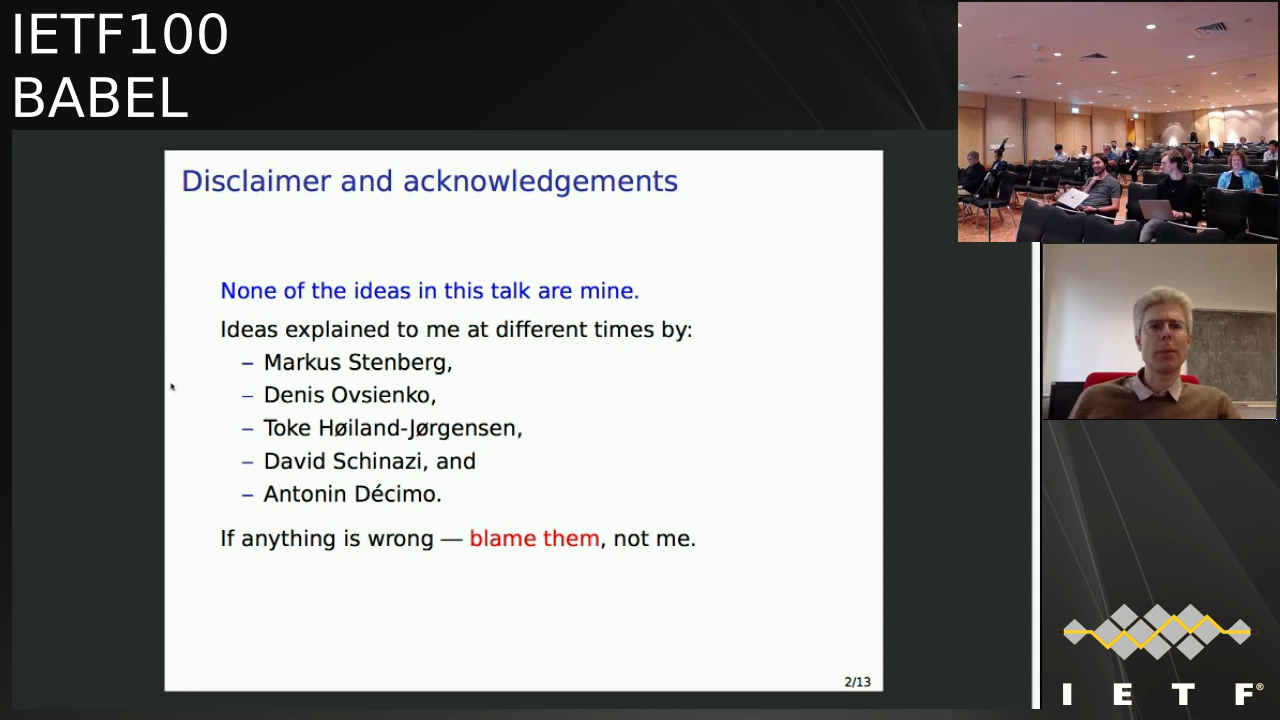 IETF100
BABEL
Disclaimer and acknowledgements
None of the ideas in this talk are mine.
Ideas explained to me at different times by:
– Markus Stenberg,
– Denis Ovsienko,
– Toke Høiland-Jørgensen,
– David Schinazi, and
– Antonin Décimo.
If anything is wrong — blame them, not me.
2/13
I E T F®